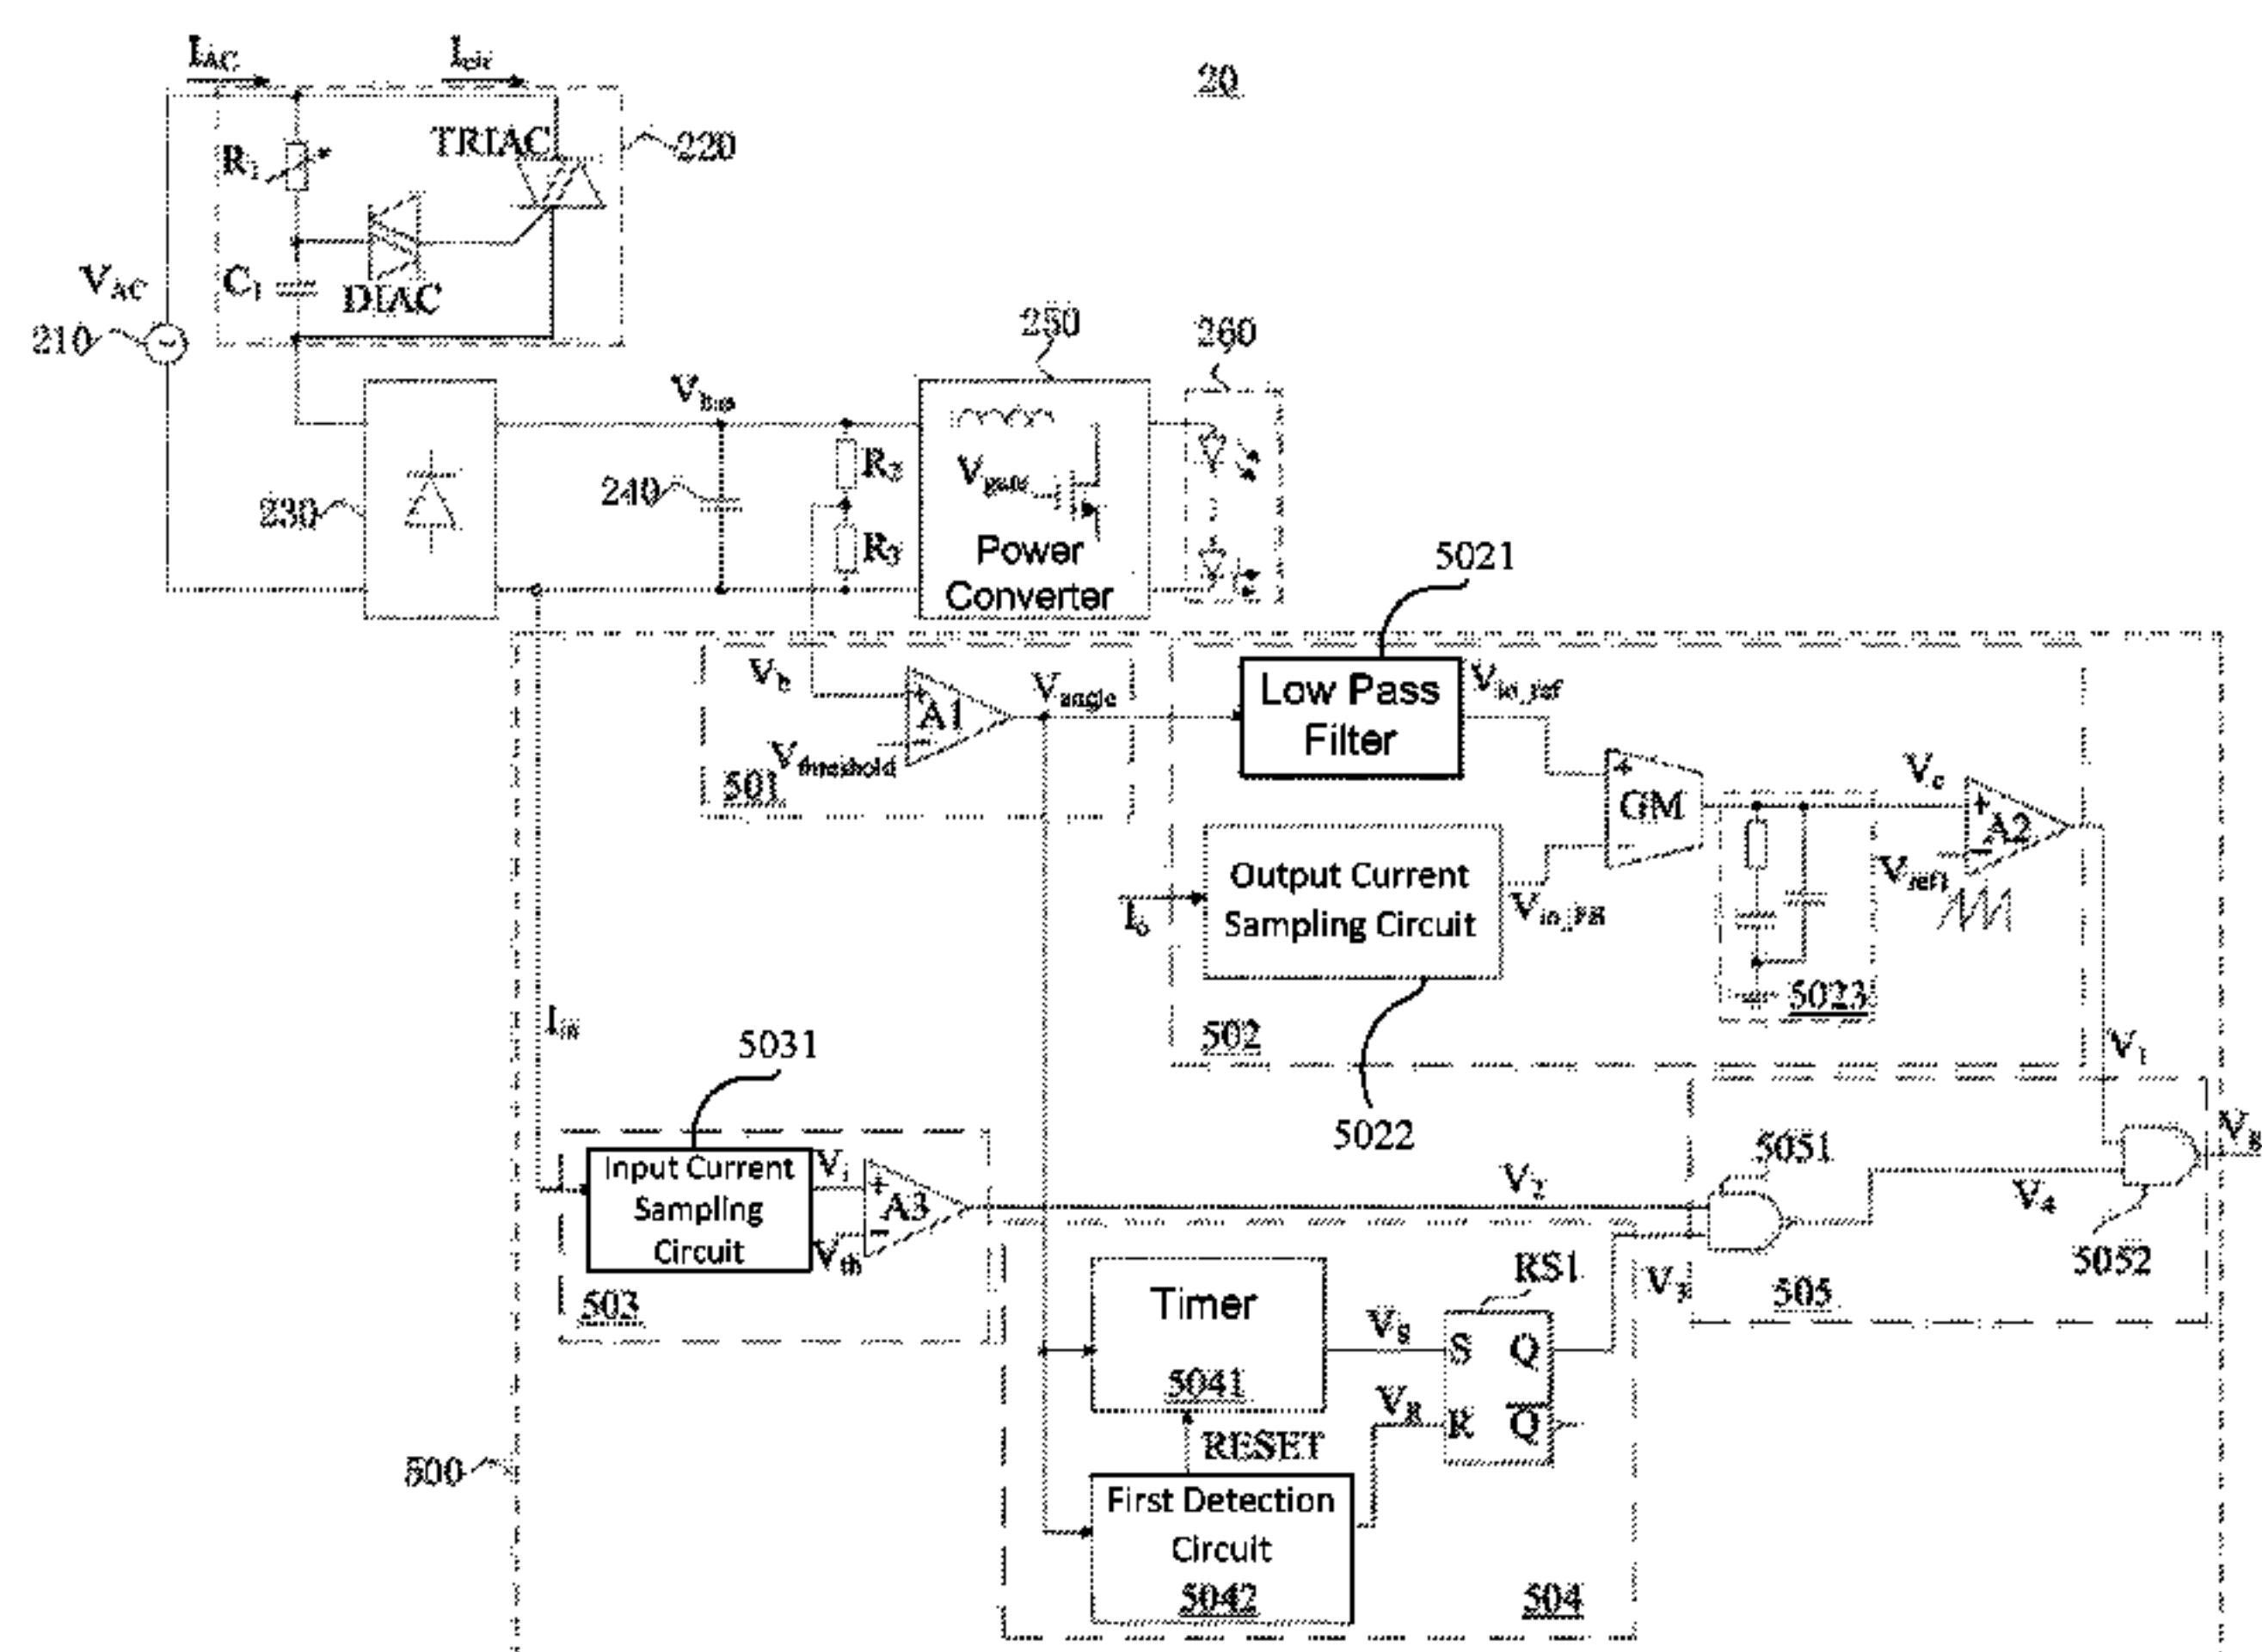 I_AC
20
TRIAC
220
R_1
V_AC
C_1
DIAC
210
250
260
V_bus
R_2
V_gate
240
230
R_3
Power
Converter
5021
V_b
V_angle
Low Pass
Filter
V_io_ref
A1
V_threshold
501
GM
V_c
A2
Output Current
Sampling Circuit
V_ref1
I_o
5023
502
I_in
5031
V_1
5022
5051
V_g
Input Current
Sampling
Circuit
V_i
A3
V_th
V_2
V_4
5052
503
RS1
V_3
505
Timer
5041
V_S
S Q
V_R
R Q̅
RESET
500
First Detection
Circuit
5042
504